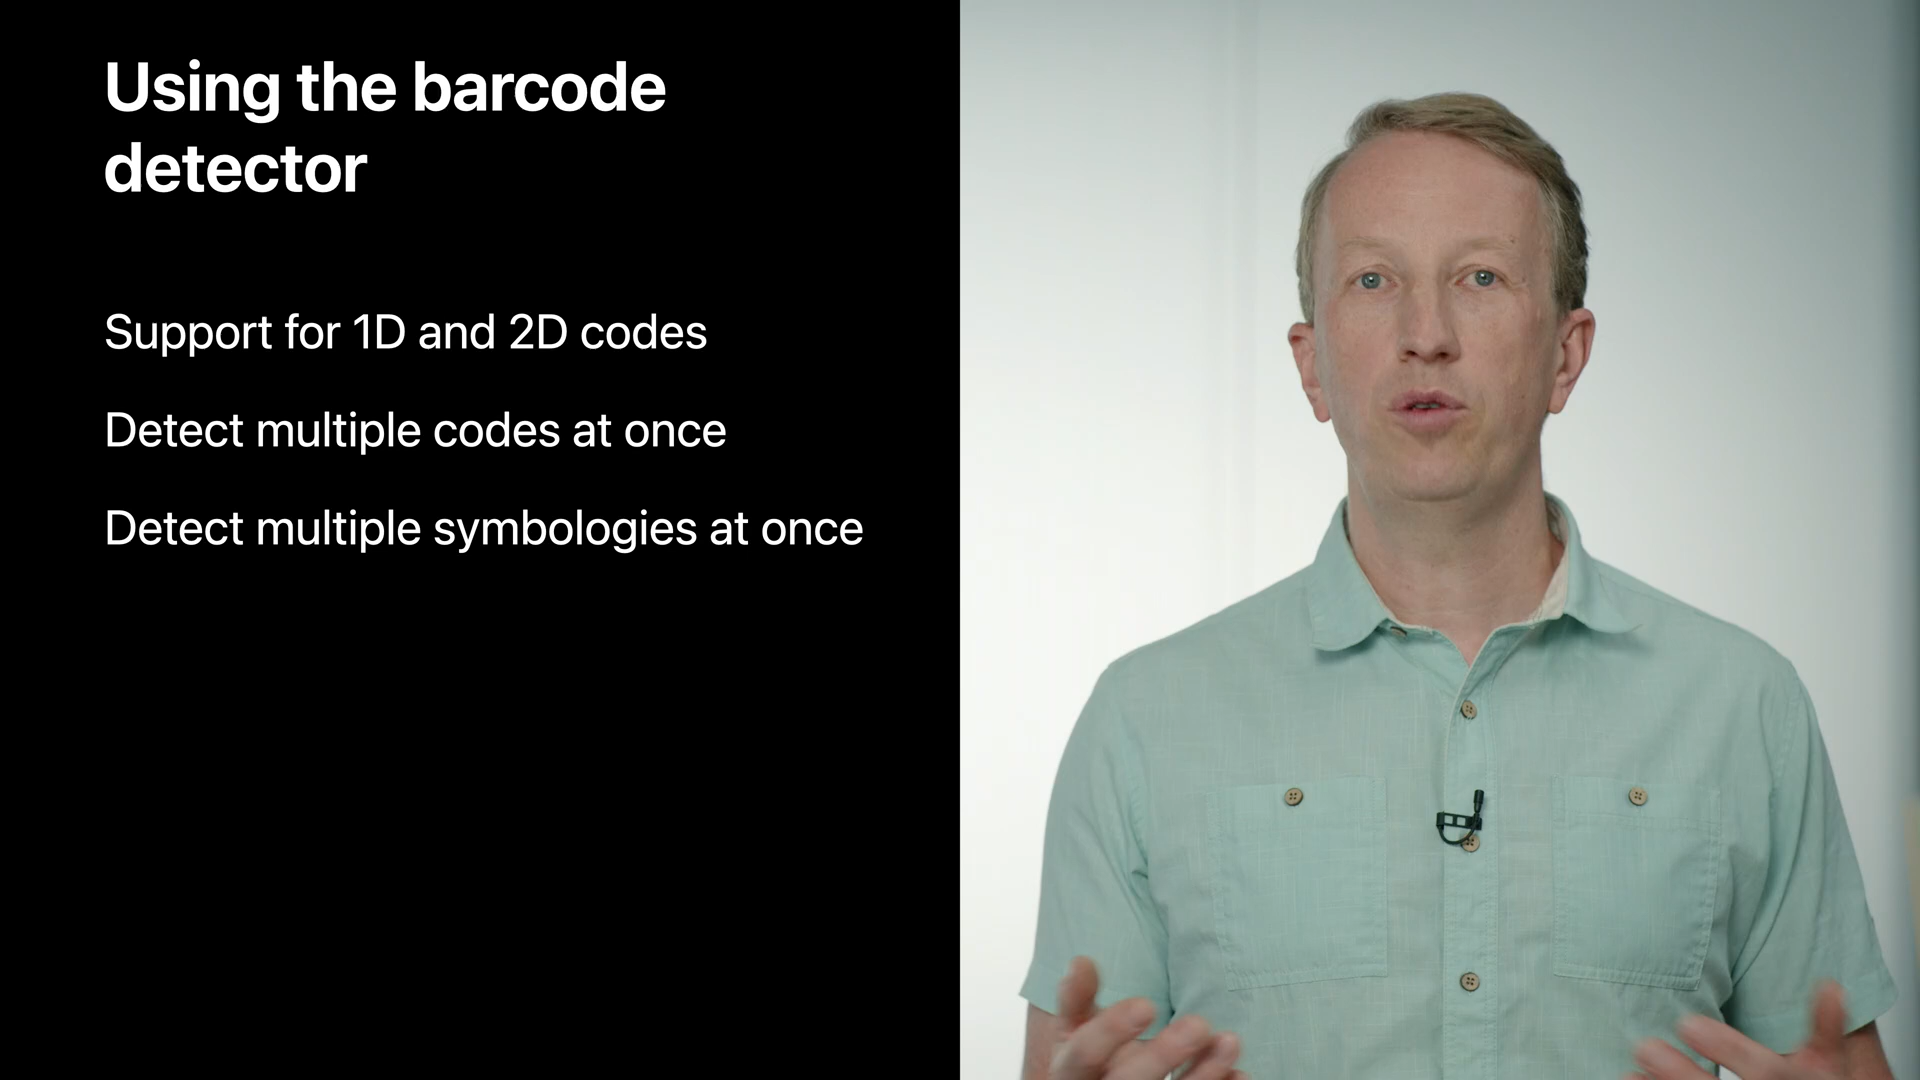 Using the barcode
detector
Support for 1D and 2D codes
Detect multiple codes at once
Detect multiple symbologies at once